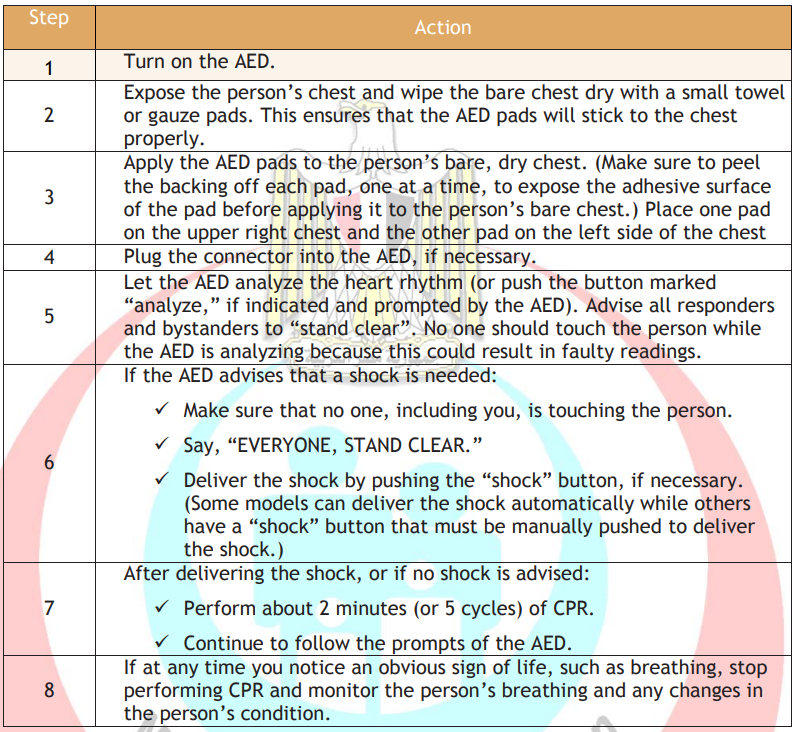 Step
Action
1
Turn on the AED.
2
Expose the person's chest and wipe the bare chest dry with a small towel
or gauze pads. This ensures that the AED pads will stick to the chest
properly.
3
Apply the AED pads to the person's bare, dry chest. (Make sure to peel
the backing off each pad, one at a time, to expose the adhesive surface
of the pad before applying it to the person's bare chest.) Place one pad
on the upper right chest and the other pad on the left side of the chest
4
Plug the connector into the AED, if necessary.
5
Let the AED analyze the heart rhythm (or push the button marked
“analyze,” if indicated and prompted by the AED). Advise all responders
and bystanders to “stand clear”. No one should touch the person while
the AED is analyzing because this could result in faulty readings.
6
If the AED advises that a shock is needed:
✓ Make sure that no one, including you, is touching the person.
✓ Say, “EVERYONE, STAND CLEAR.”
✓ Deliver the shock by pushing the “shock” button, if necessary.
(Some models can deliver the shock automatically while others
have a “shock” button that must be manually pushed to deliver
the shock.)
7
After delivering the shock, or if no shock is advised:
✓ Perform about 2 minutes (or 5 cycles) of CPR.
✓ Continue to follow the prompts of the AED.
8
If at any time you notice an obvious sign of life, such as breathing, stop
performing CPR and monitor the person's breathing and any changes in
the person's condition.